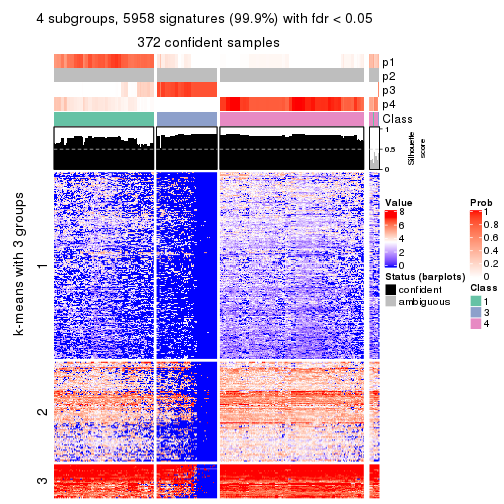 4 subgroups, 5958 signatures (99.9%) with fdr < 0.05
372 confident samples
p1
p2
p3
p4
Class
1
0.5
0
Silhouette
score
k-means with 3 groups
1
2
3
Value
8
6
4
2
0
Status (barplots)
confident
ambiguous
Prob
1
0.8
0.6
0.4
0.2
0
Class
1
3
4